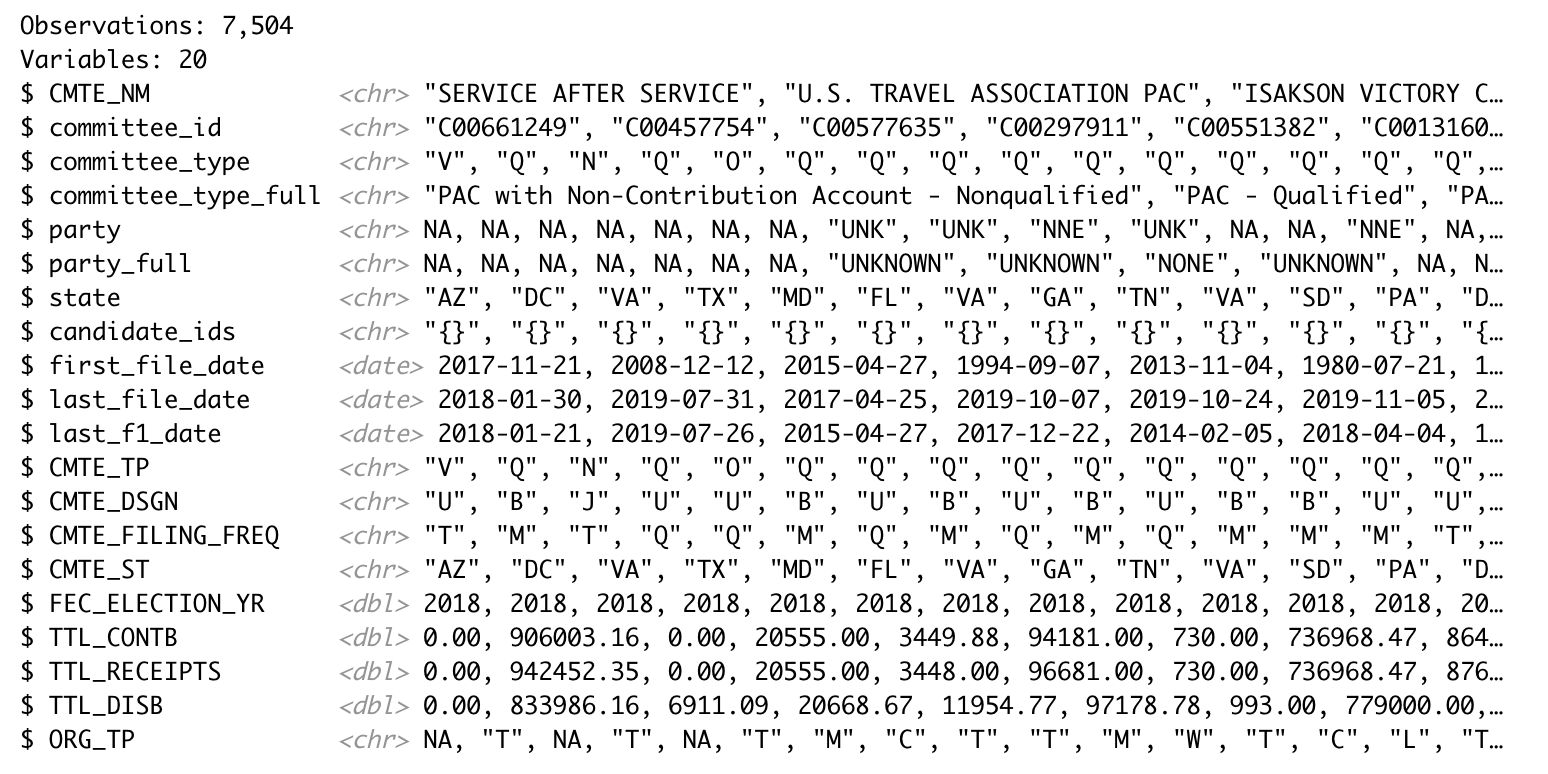 Observations: 7,504
Variables: 20
$ CMTE_NM <chr> "SERVICE AFTER SERVICE", "U.S. TRAVEL ASSOCIATION PAC", "ISAKSON VICTORY C…
$ committee_id <chr> "C00661249", "C00457754", "C00577635", "C00297911", "C00551382", "C0013160…
$ committee_type <chr> "V", "Q", "N", "Q", "O", "Q", "Q", "Q", "Q", "Q", "Q", "Q", "Q", "Q", "Q",…
$ committee_type_full <chr> "PAC with Non-Contribution Account - Nonqualified", "PAC - Qualified", "PA…
$ party <chr> NA, NA, NA, NA, NA, NA, NA, "UNK", "UNK", "NNE", "UNK", NA, NA, "NNE", NA,…
$ party_full <chr> NA, NA, NA, NA, NA, NA, NA, "UNKNOWN", "UNKNOWN", "NONE", "UNKNOWN", NA, N…
$ state <chr> "AZ", "DC", "VA", "TX", "MD", "FL", "VA", "GA", "TN", "VA", "SD", "PA", "D…
$ candidate_ids <chr> "{}", "{}", "{}", "{}", "{}", "{}", "{}", "{}", "{}", "{}", "{}", "{}", "{…
$ first_file_date <date> 2017-11-21, 2008-12-12, 2015-04-27, 1994-09-07, 2013-11-04, 1980-07-21, 1…
$ last_file_date <date> 2018-01-30, 2019-07-31, 2017-04-25, 2019-10-07, 2019-10-24, 2019-11-05, 2…
$ last_f1_date <date> 2018-01-21, 2019-07-26, 2015-04-27, 2017-12-22, 2014-02-05, 2018-04-04, 1…
$ CMTE_TP <chr> "V", "Q", "N", "Q", "O", "Q", "Q", "Q", "Q", "Q", "Q", "Q", "Q", "Q", "Q",…
$ CMTE_DSGN <chr> "U", "B", "J", "U", "U", "B", "U", "B", "U", "B", "U", "B", "B", "U", "U",…
$ CMTE_FILING_FREQ <chr> "T", "M", "T", "Q", "Q", "M", "Q", "M", "Q", "M", "Q", "M", "M", "M", "T",…
$ CMTE_ST <chr> "AZ", "DC", "VA", "TX", "MD", "FL", "VA", "GA", "TN", "VA", "SD", "PA", "D…
$ FEC_ELECTION_YR <dbl> 2018, 2018, 2018, 2018, 2018, 2018, 2018, 2018, 2018, 2018, 2018, 2018, 20…
$ TTL_CONTB <dbl> 0.00, 906003.16, 0.00, 20555.00, 3449.88, 94181.00, 730.00, 736968.47, 864…
$ TTL_RECEIPTS <dbl> 0.00, 942452.35, 0.00, 20555.00, 3448.00, 96681.00, 730.00, 736968.47, 876…
$ TTL_DISB <dbl> 0.00, 833986.16, 6911.09, 20668.67, 11954.77, 97178.78, 993.00, 779000.00,…
$ ORG_TP <chr> NA, "T", NA, "T", NA, "T", "M", "C", "T", "T", "M", "W", "T", "C", "L", "T…